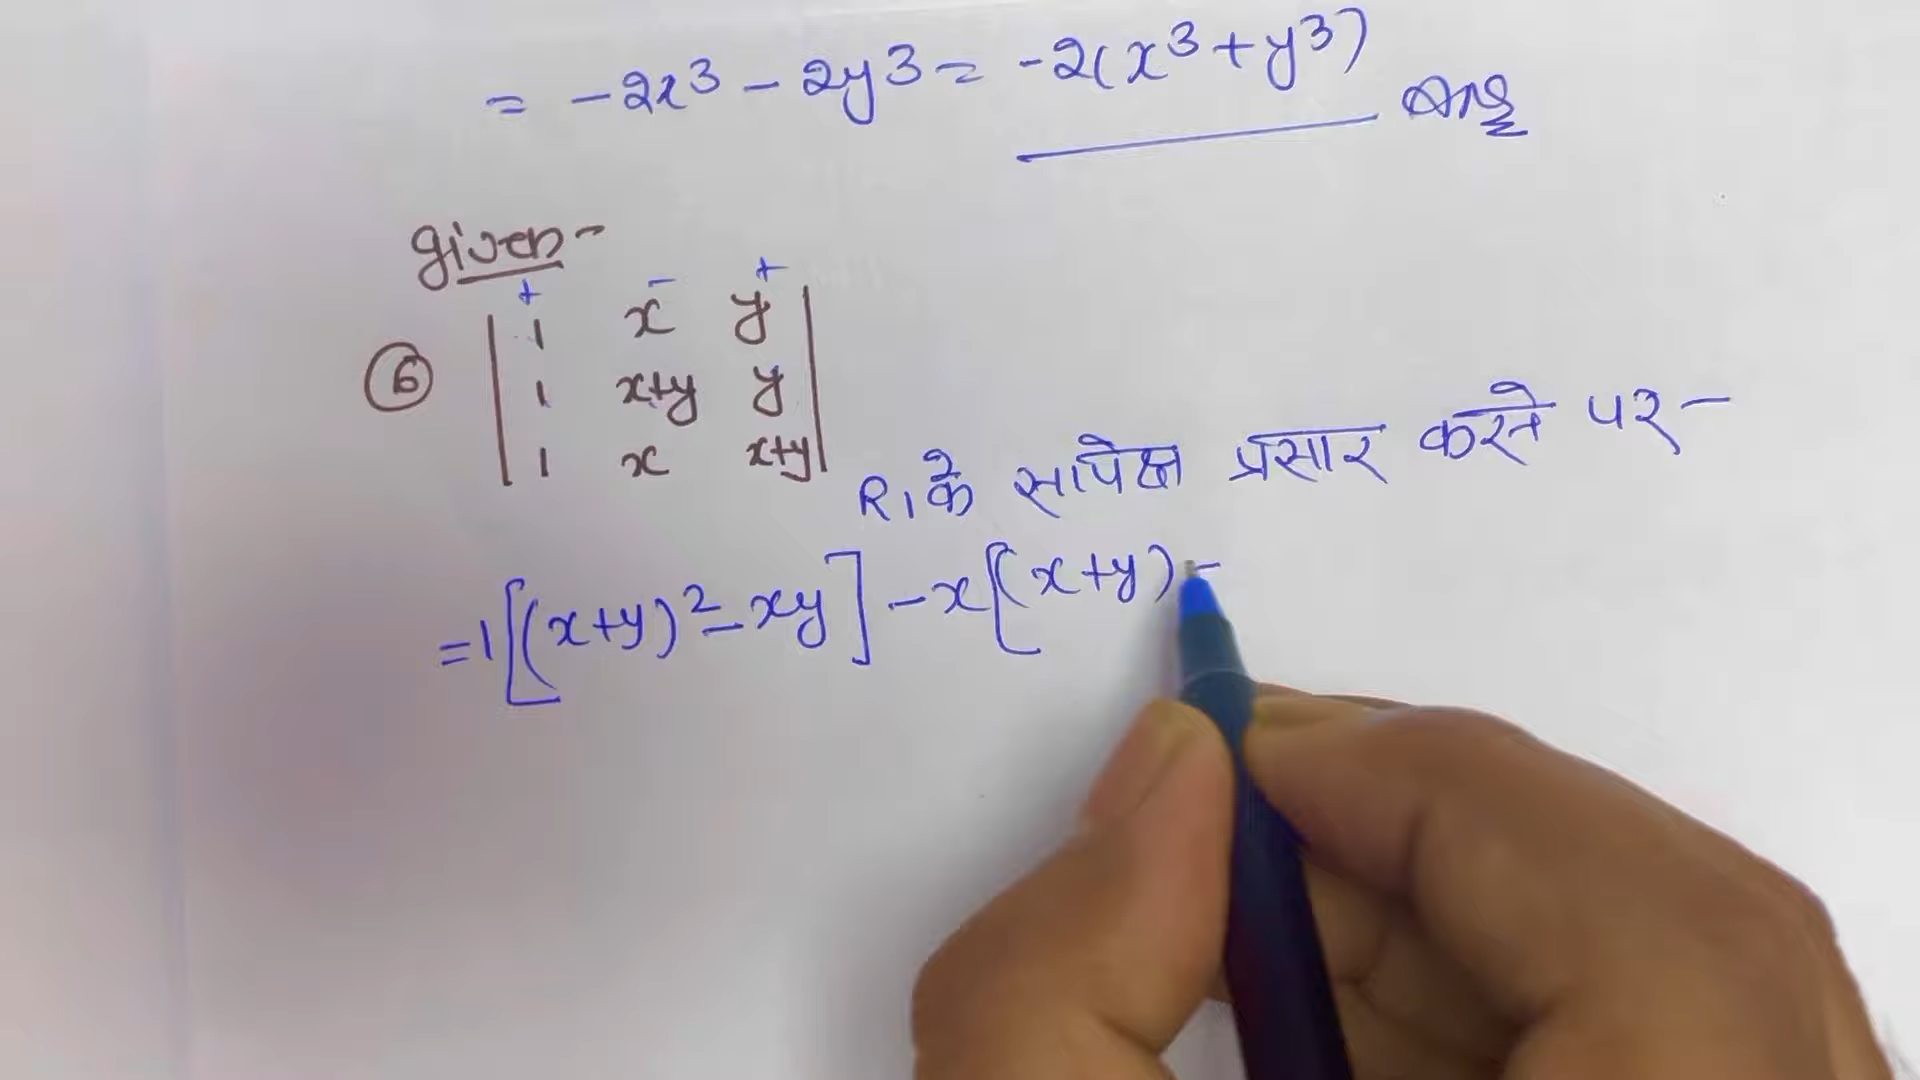 = -2x³ - 2y³ = -2(x³+y³) Ans
given-
+ - +
1 x y
⑥ 1 x+y y
1 x x+y
R₁ के सापेक्ष प्रसार करते पर-
=1[(x+y)²-xy]-x[(x+y)-